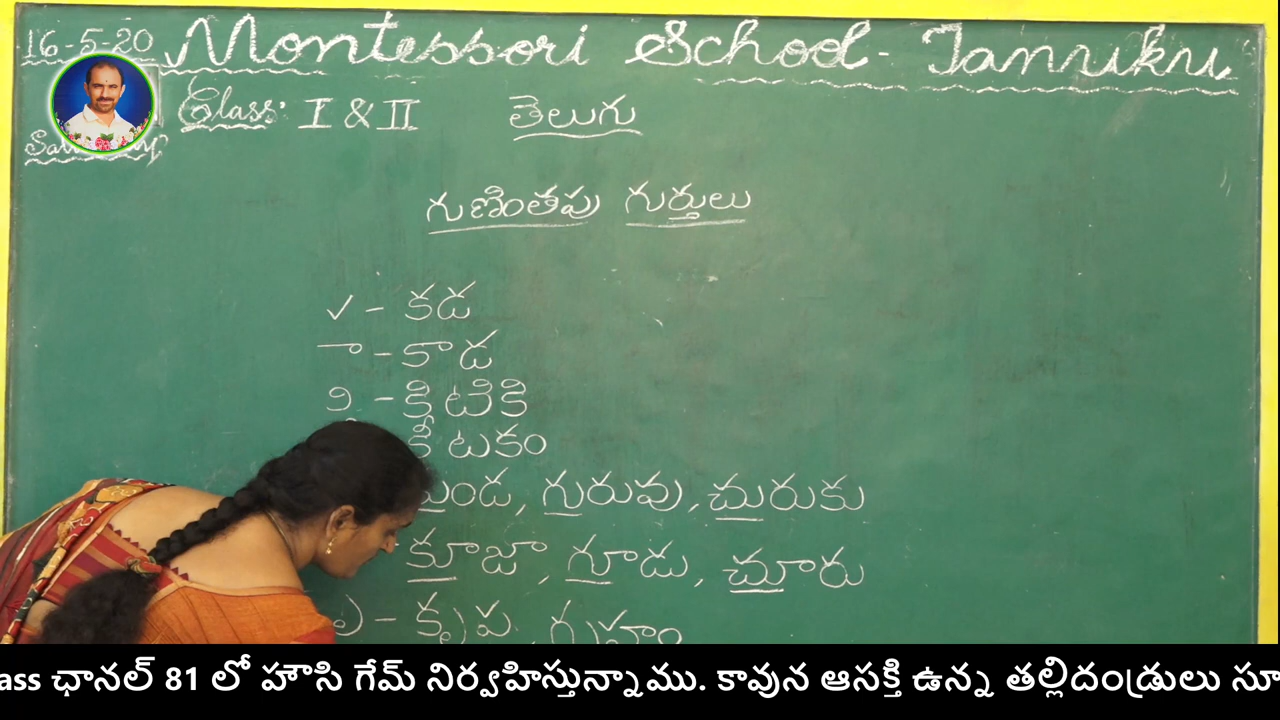 16-5-20 Montessori School - Tanuku
Class: I & II తెలుగు
గుణింతపు గుర్తులు
✓ - కడ
ా - కాడ
ి - కిటికి
కీటకం
గురువు, చురుకు
కూజా, గూడు, చూరు
ృ - కృప, గృహం
ass ఛానల్ 81 లో హౌసి గేమ్ నిర్వహిస్తున్నాము. కావున ఆసక్తి ఉన్న తల్లిదండ్రులు సూ